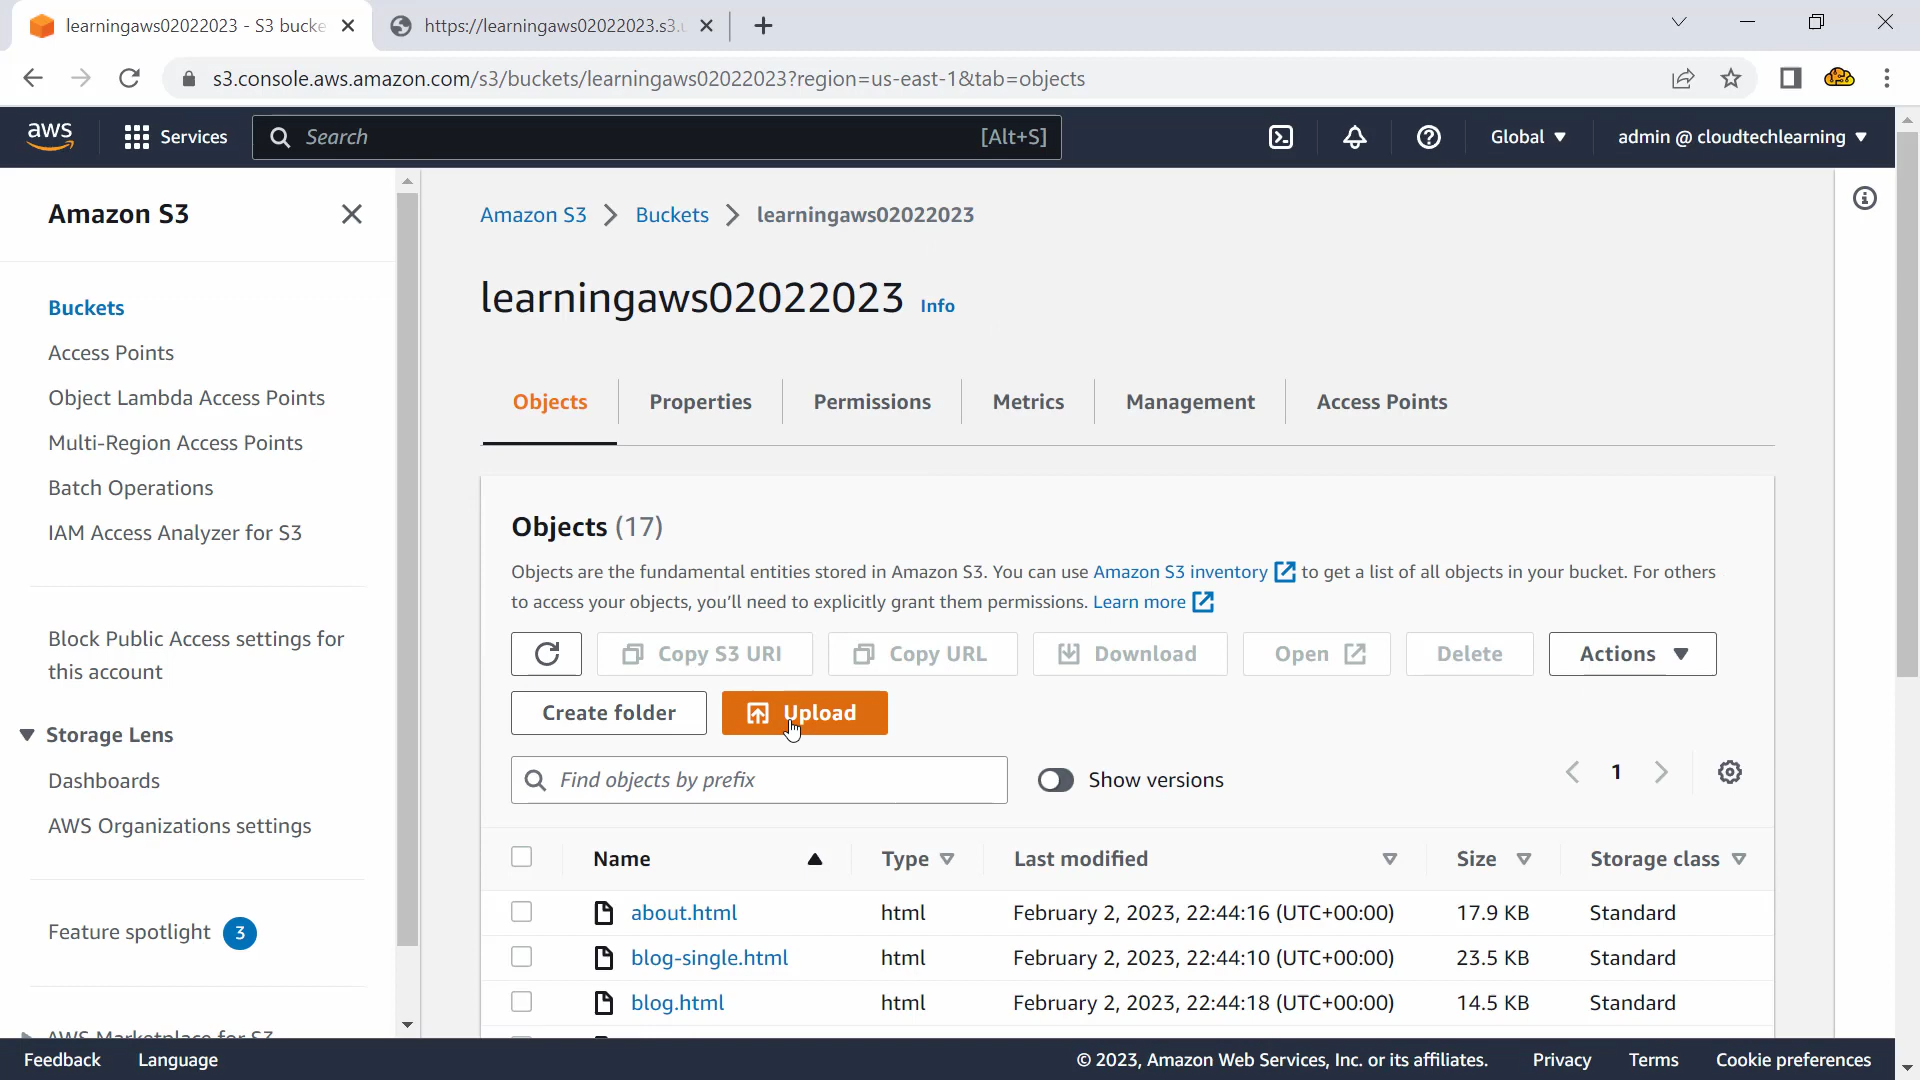 learningaws02022023 - S3 bucke
https://learningaws02022023.s3.
s3.console.aws.amazon.com/s3/buckets/learningaws02022023?region=us-east-1&tab=objects
aws
Services
Search
[Alt+S]
Global
admin @ cloudtechlearning
Amazon S3
Buckets
Access Points
Object Lambda Access Points
Multi-Region Access Points
Batch Operations
IAM Access Analyzer for S3
Block Public Access settings for
this account
Storage Lens
Dashboards
AWS Organizations settings
Feature spotlight 3
AWS Marketplace for S3
Amazon S3 > Buckets > learningaws02022023
learningaws02022023 Info
Objects
Properties
Permissions
Metrics
Management
Access Points
Objects (17)
Objects are the fundamental entities stored in Amazon S3. You can use Amazon S3 inventory to get a list of all objects in your bucket. For others
to access your objects, you'll need to explicitly grant them permissions. Learn more
Copy S3 URI
Copy URL
Download
Open
Delete
Actions
Create folder
Upload
Find objects by prefix
Show versions
1
Name Type Last modified Size Storage class
about.html html February 2, 2023, 22:44:16 (UTC+00:00) 17.9 KB Standard
blog-single.html html February 2, 2023, 22:44:10 (UTC+00:00) 23.5 KB Standard
blog.html html February 2, 2023, 22:44:18 (UTC+00:00) 14.5 KB Standard
Feedback
Language
© 2023, Amazon Web Services, Inc. or its affiliates.
Privacy
Terms
Cookie preferences